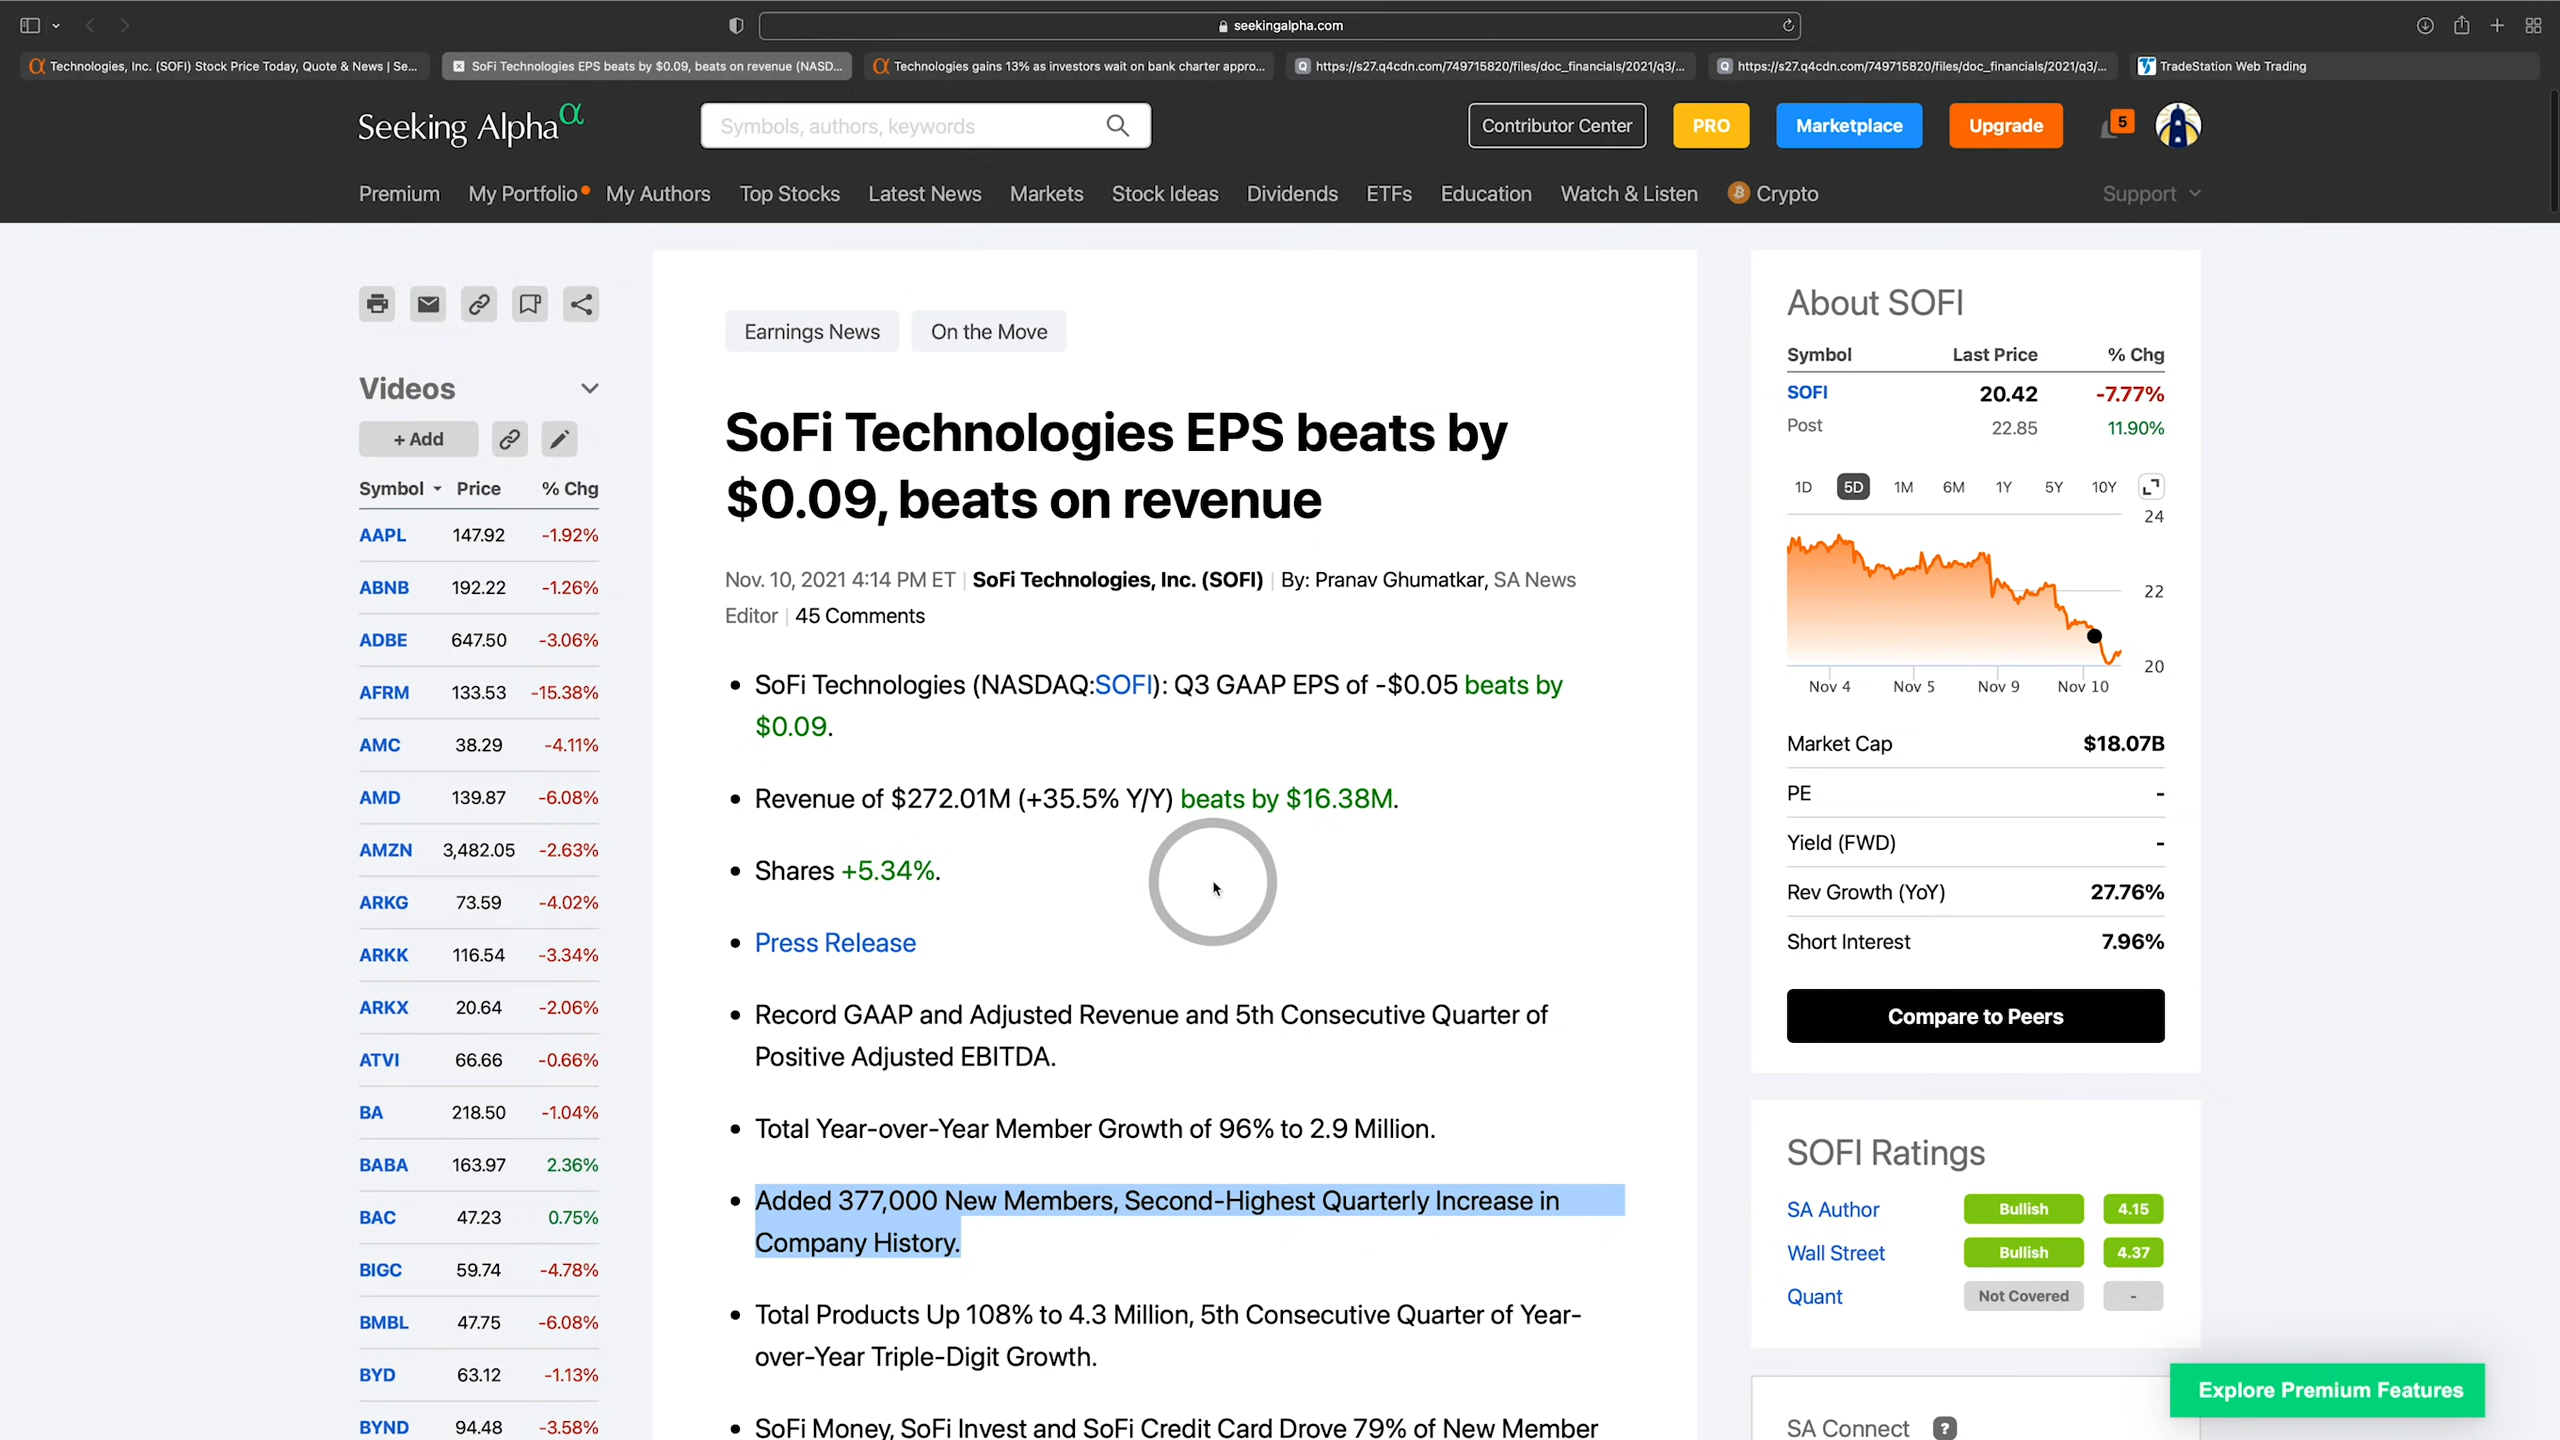 seekingalpha.com
Technologies, Inc. (SOFI) Stock Price Today, Quote & News | Se...
SoFi Technologies EPS beats by $0.09, beats on revenue (NASD...
Technologies gains 13% as investors wait on bank charter appro...
https://s27.q4cdn.com/749715820/files/doc_financials/2021/q3/...
https://s27.q4cdn.com/749715820/files/doc_financials/2021/q3/...
TradeStation Web Trading
Seeking Alpha α
Symbols, authors, keywords
Contributor Center
PRO
Marketplace
Upgrade
5
Premium My Portfolio My Authors Top Stocks Latest News Markets Stock Ideas Dividends ETFs Education Watch & Listen Crypto Support
Videos
+ Add
Symbol Price % Chg
AAPL 147.92 -1.92%
ABNB 192.22 -1.26%
ADBE 647.50 -3.06%
AFRM 133.53 -15.38%
AMC 38.29 -4.11%
AMD 139.87 -6.08%
AMZN 3,482.05 -2.63%
ARKG 73.59 -4.02%
ARKK 116.54 -3.34%
ARKX 20.64 -2.06%
ATVI 66.66 -0.66%
BA 218.50 -1.04%
BABA 163.97 2.36%
BAC 47.23 0.75%
BIGC 59.74 -4.78%
BMBL 47.75 -6.08%
BYD 63.12 -1.13%
BYND 94.48 -3.58%
Earnings News
On the Move
SoFi Technologies EPS beats by
$0.09, beats on revenue
Nov. 10, 2021 4:14 PM ET | SoFi Technologies, Inc. (SOFI) | By: Pranav Ghumatkar, SA News
Editor | 45 Comments
• SoFi Technologies (NASDAQ:SOFI): Q3 GAAP EPS of -$0.05 beats by
$0.09.
• Revenue of $272.01M (+35.5% Y/Y) beats by $16.38M.
• Shares +5.34%.
• Press Release
• Record GAAP and Adjusted Revenue and 5th Consecutive Quarter of
Positive Adjusted EBITDA.
• Total Year-over-Year Member Growth of 96% to 2.9 Million.
• Added 377,000 New Members, Second-Highest Quarterly Increase in
Company History.
• Total Products Up 108% to 4.3 Million, 5th Consecutive Quarter of Year-
over-Year Triple-Digit Growth.
• SoFi Money, SoFi Invest and SoFi Credit Card Drove 79% of New Member
About SOFI
Symbol Last Price % Chg
SOFI 20.42 -7.77%
Post 22.85 11.90%
1D 5D 1M 6M 1Y 5Y 10Y
24
22
20
Nov 4 Nov 5 Nov 9 Nov 10
Market Cap $18.07B
PE -
Yield (FWD) -
Rev Growth (YoY) 27.76%
Short Interest 7.96%
Compare to Peers
SOFI Ratings
SA Author Bullish 4.15
Wall Street Bullish 4.37
Quant Not Covered -
Explore Premium Features
SA Connect ?